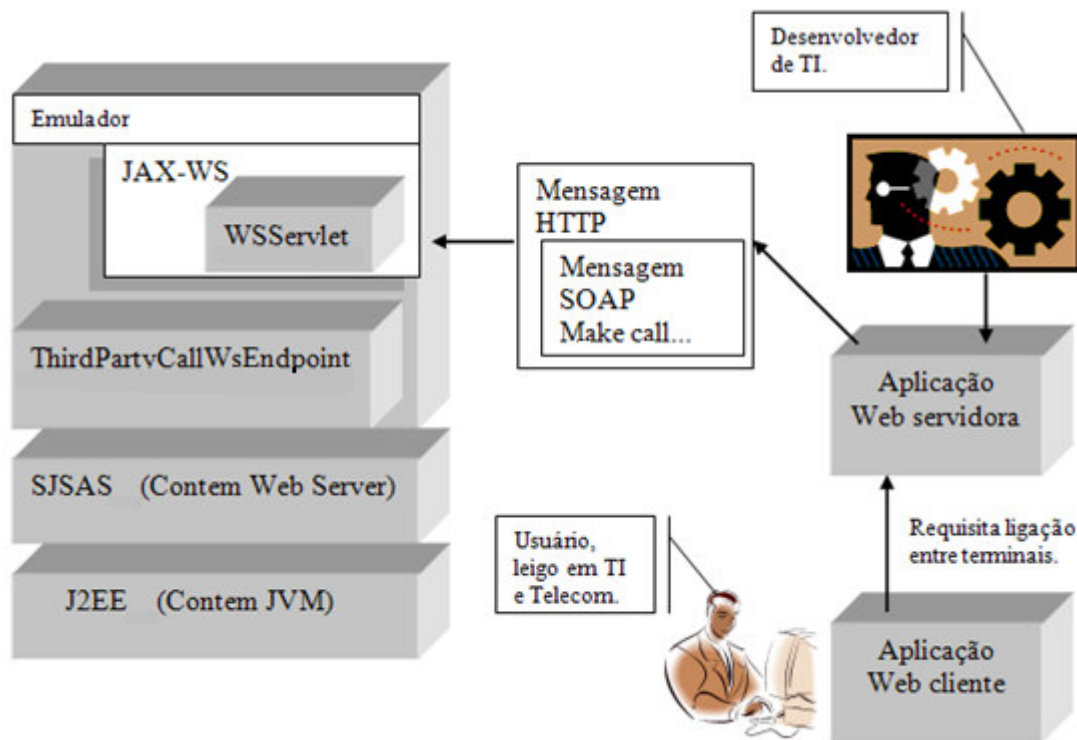 Desenvolvedor
de TI.
Emulador
JAX-WS
WSServlet
Mensagem
HTTP
Mensagem
SOAP
Make call...
ThirdPartyCallWsEndpoint
Aplicação
Web servidora
SJSAS (Contem Web Server)
Requisita ligação
entre terminais.
Usuário,
leigo em TI
e Telecom.
J2EE (Contem JVM)
Aplicação
Web cliente